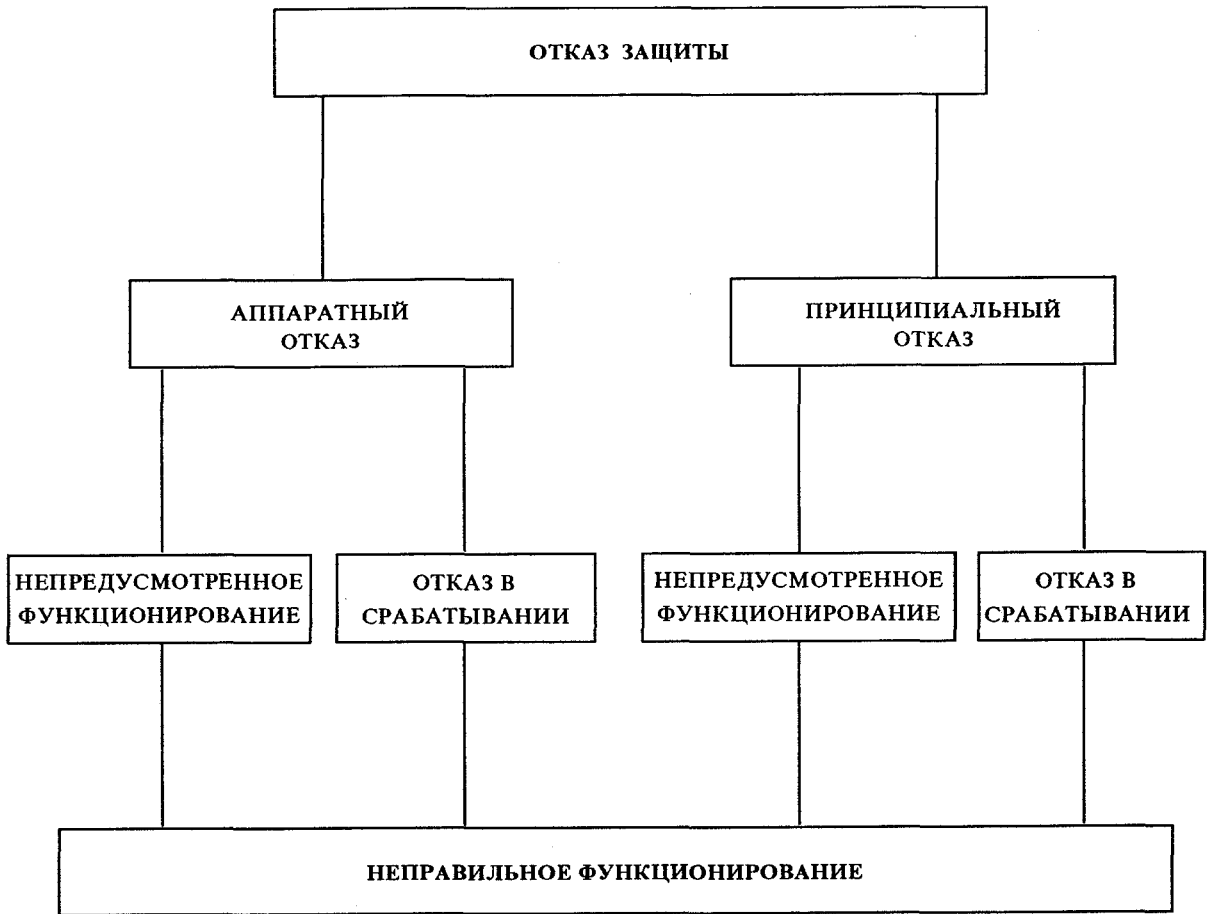 ОТКАЗ ЗАЩИТЫ
АППАРАТНЫЙ
ОТКАЗ
ПРИНЦИПИАЛЬНЫЙ
ОТКАЗ
НЕПРЕДУСМОТРЕННОЕ
ФУНКЦИОНИРОВАНИЕ
ОТКАЗ В
СРАБАТЫВАНИИ
НЕПРЕДУСМОТРЕННОЕ
ФУНКЦИОНИРОВАНИЕ
ОТКАЗ В
СРАБАТЫВАНИИ
НЕПРАВИЛЬНОЕ ФУНКЦИОНИРОВАНИЕ